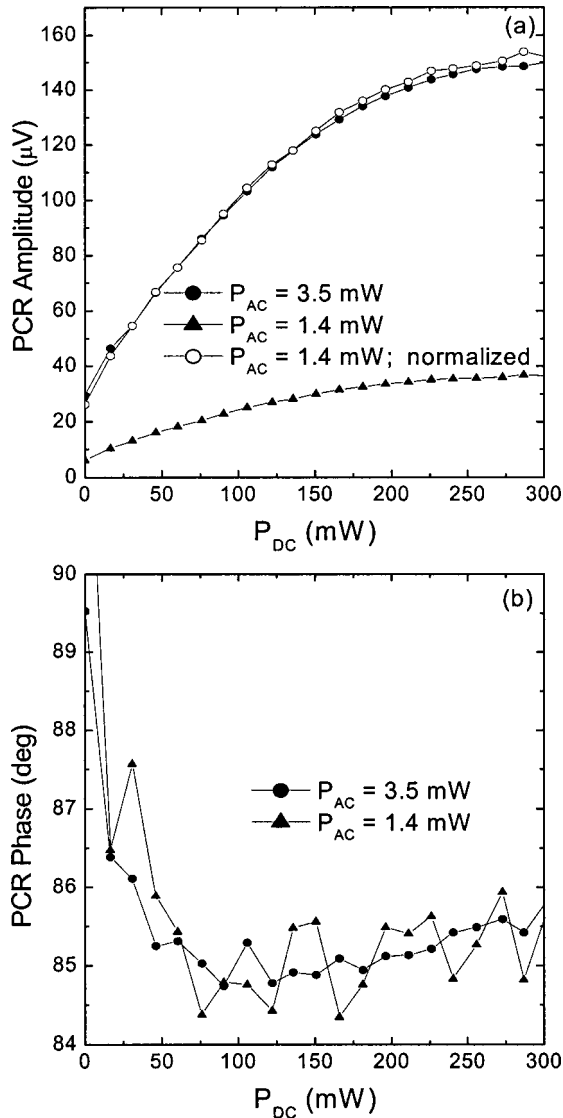 (a)
160
140
120
100
80
60
40
20
0
PCR Amplitude (μV)
P_AC = 3.5 mW
P_AC = 1.4 mW
P_AC = 1.4 mW; normalized
0 50 100 150 200 250 300
P_DC (mW)
(b)
90
89
88
87
86
85
84
PCR Phase (deg)
P_AC = 3.5 mW
P_AC = 1.4 mW
0 50 100 150 200 250 300
P_DC (mW)